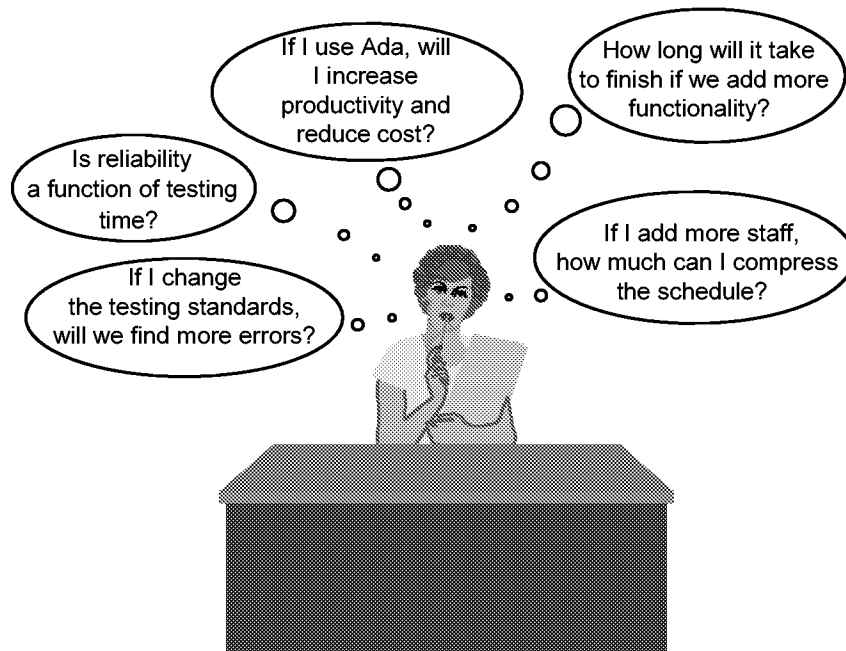 If I use Ada, will
I increase
productivity and
reduce cost?
How long will it take
to finish if we add more
functionality?
Is reliability
a function of testing
time?
If I add more staff,
how much can I compress
the schedule?
If I change
the testing standards,
will we find more errors?